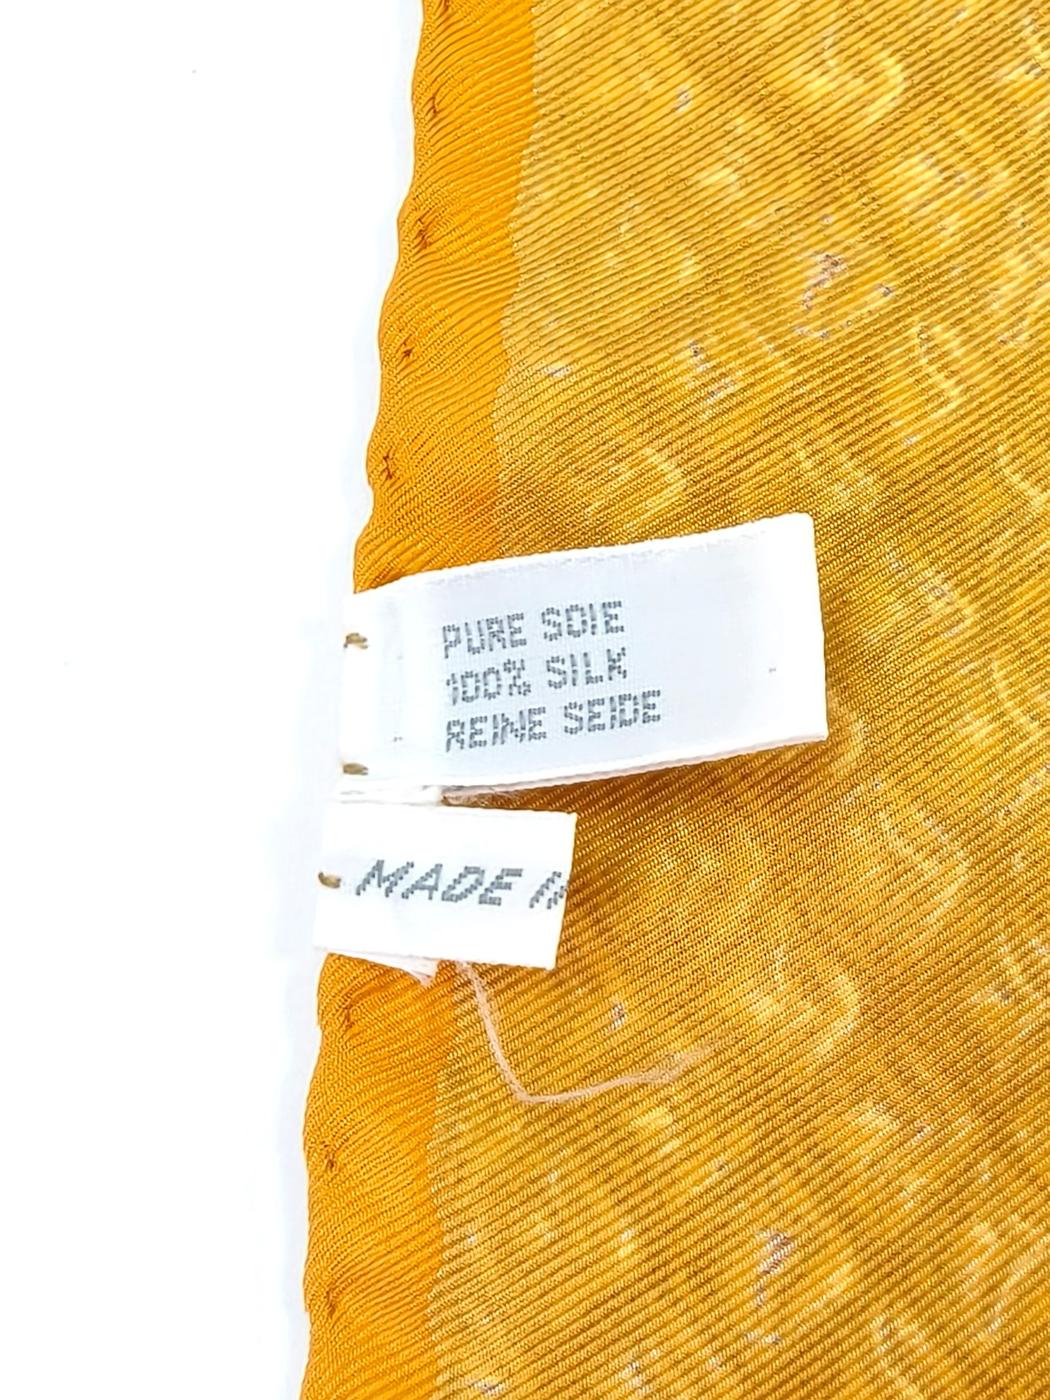 PURE SOIE
100% SILK
REINE SEIDE
MADE